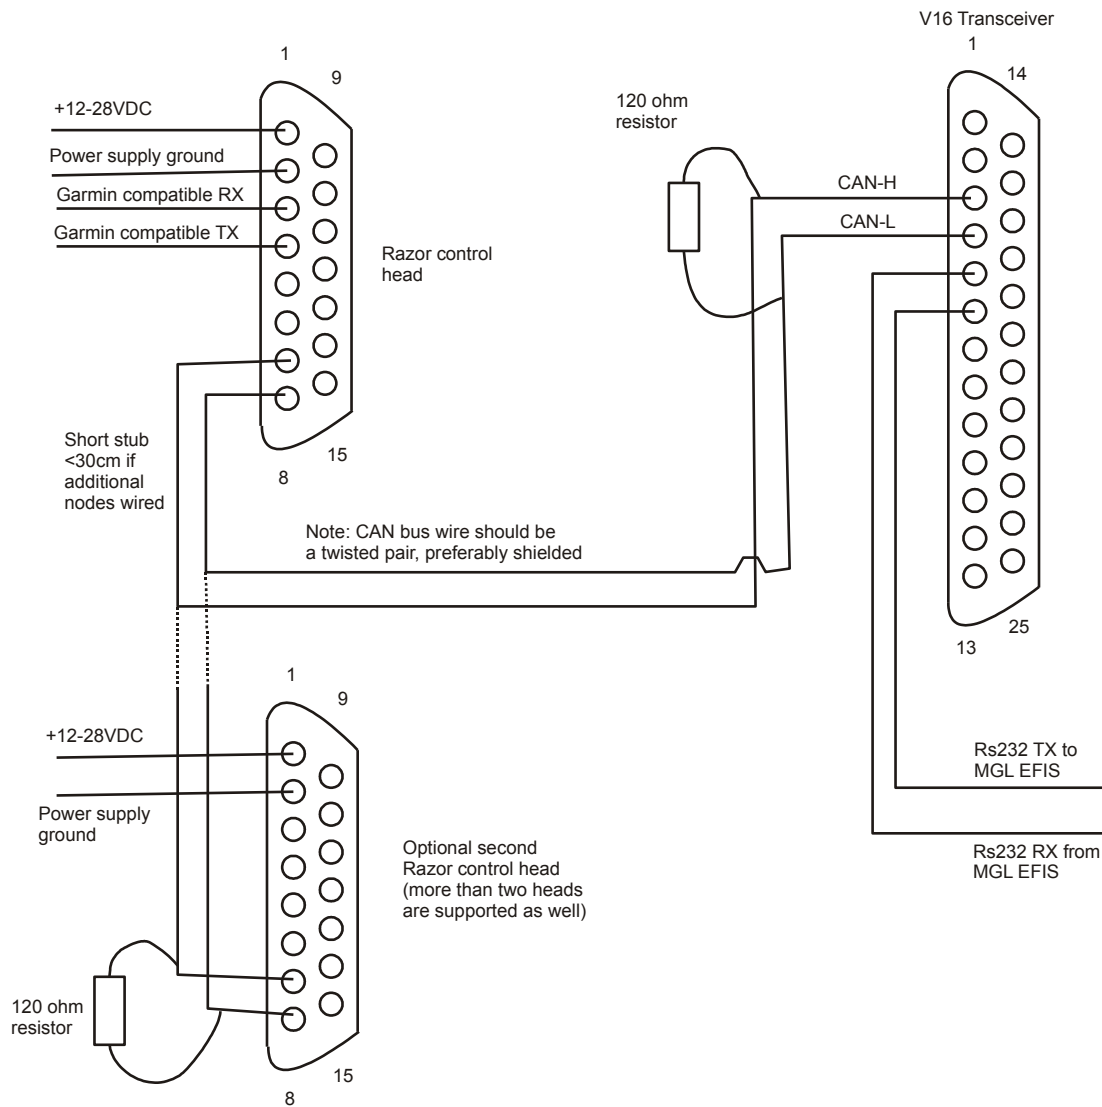 V16 Transceiver
1
14
1
9
+12-28VDC
Power supply ground
Garmin compatible RX
Garmin compatible TX
Razor control
head
120 ohm
resistor
CAN-H
CAN-L
Short stub
<30cm if
additional
nodes wired
15
8
Note: CAN bus wire should be
a twisted pair, preferably shielded
25
13
1
9
+12-28VDC
Power supply
ground
Optional second
Razor control head
(more than two heads
are supported as well)
Rs232 TX to
MGL EFIS
Rs232 RX from
MGL EFIS
120 ohm
resistor
15
8